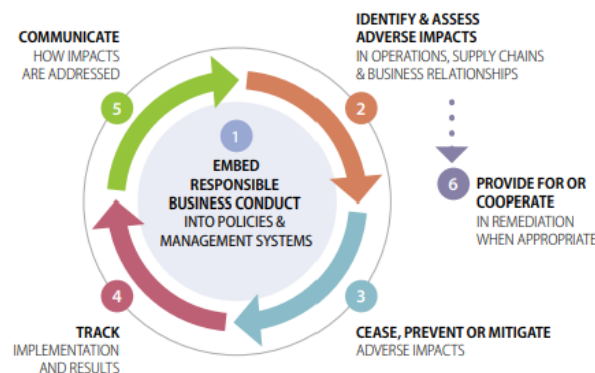 1
EMBED
RESPONSIBLE
BUSINESS CONDUCT
INTO POLICIES &
MANAGEMENT SYSTEMS
2
IDENTIFY & ASSESS
ADVERSE IMPACTS
IN OPERATIONS, SUPPLY CHAINS
& BUSINESS RELATIONSHIPS
3
CEASE, PREVENT OR MITIGATE
ADVERSE IMPACTS
4
TRACK
IMPLEMENTATION
AND RESULTS
5
COMMUNICATE
HOW IMPACTS
ARE ADDRESSED
6
PROVIDE FOR OR
COOPERATE
IN REMEDIATION
WHEN APPROPRIATE